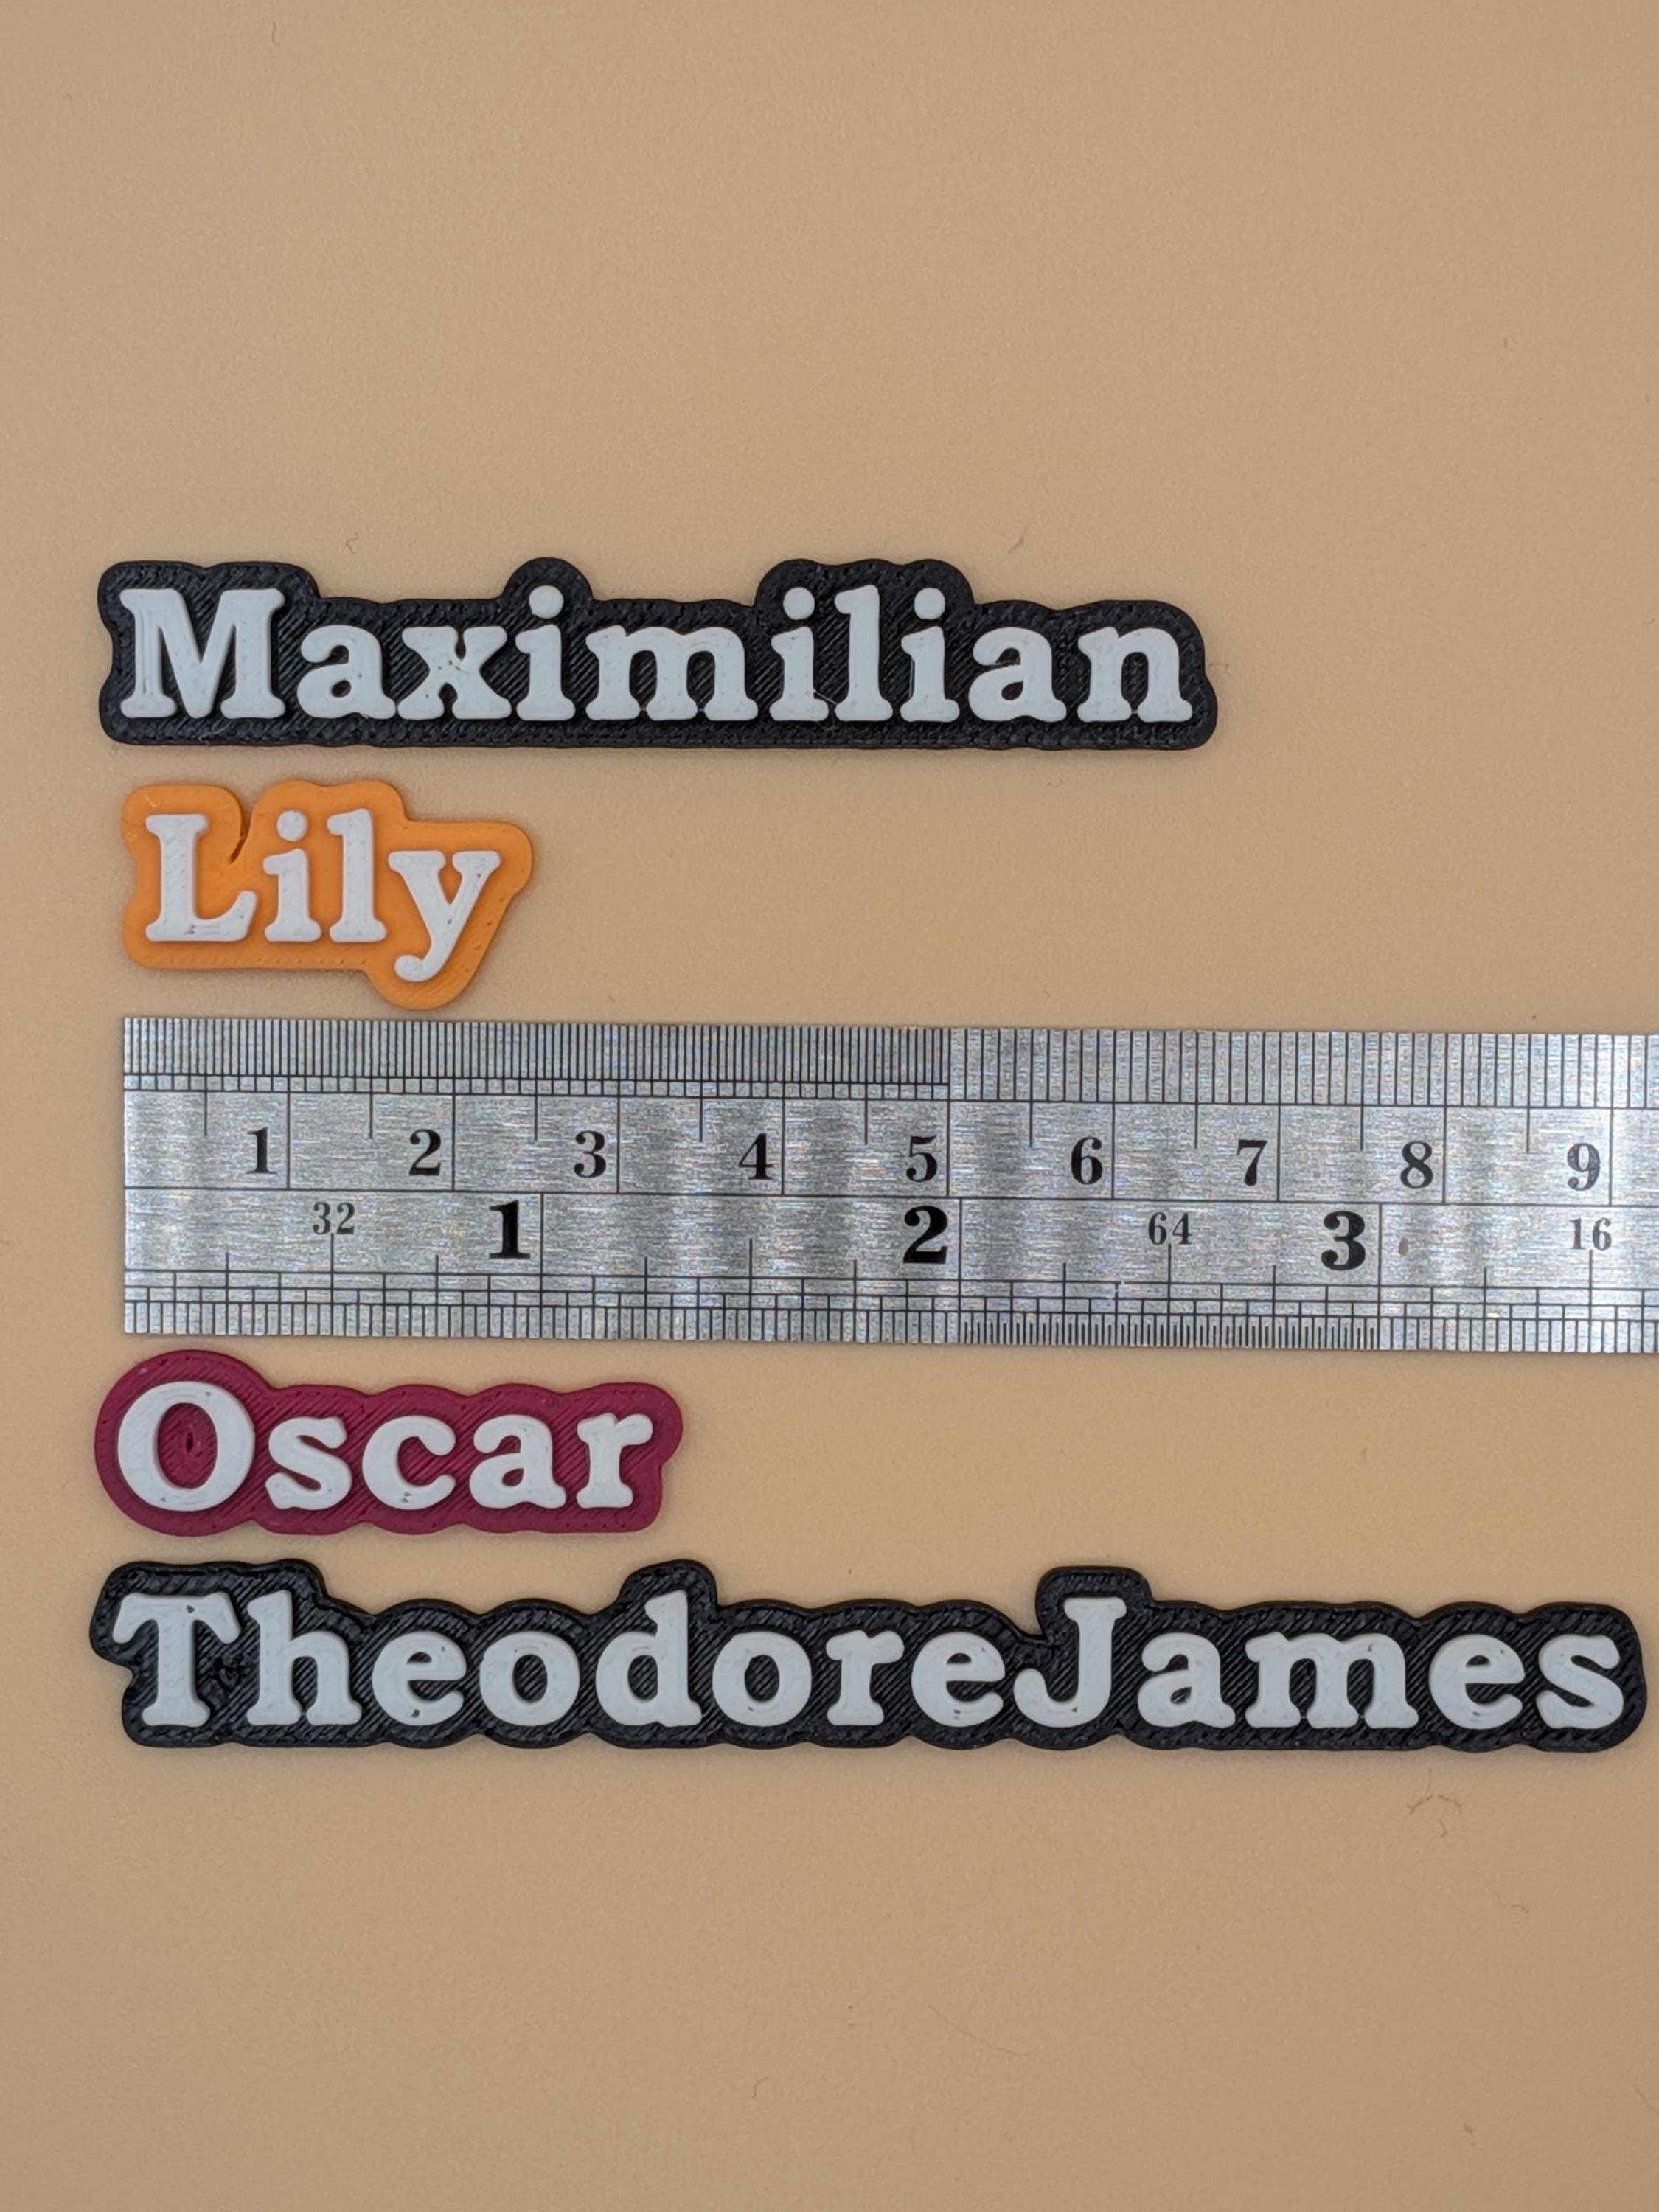 Maximilian
Lily
1 2 3 4 5 6 7 8 9
32 1 2 64 3 16
Oscar
TheodoreJames